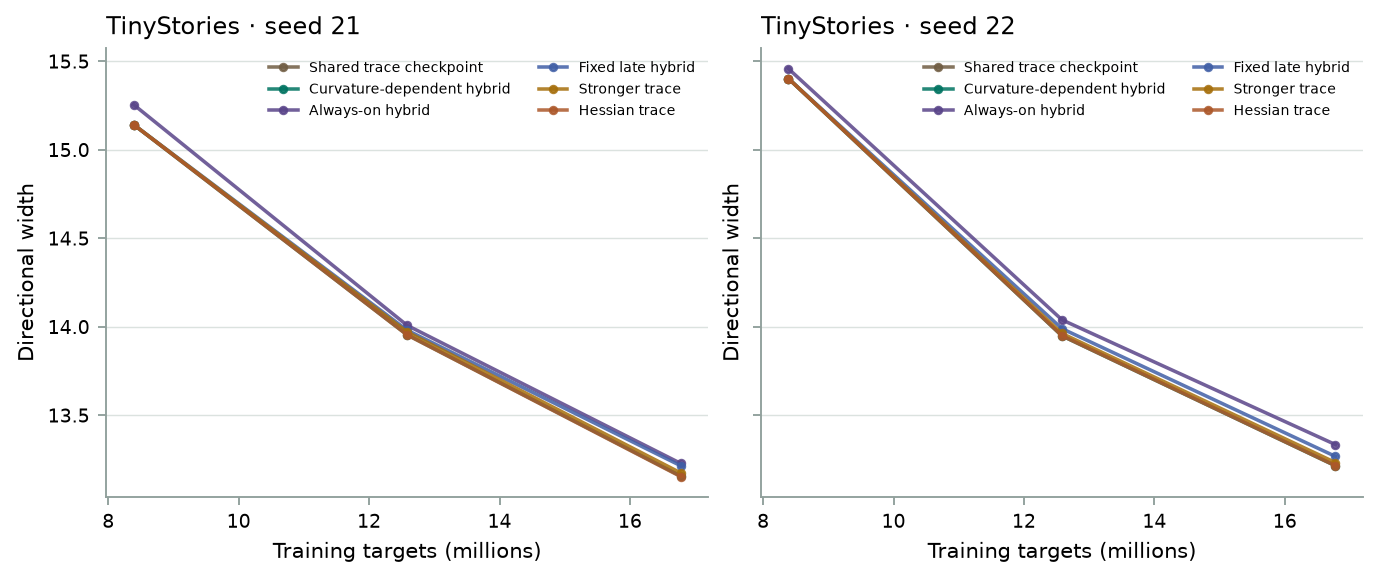 TinyStories · seed 21
TinyStories · seed 22
Shared trace checkpoint
Curvature-dependent hybrid
Always-on hybrid
Fixed late hybrid
Stronger trace
Hessian trace
Shared trace checkpoint
Curvature-dependent hybrid
Always-on hybrid
Fixed late hybrid
Stronger trace
Hessian trace
15.5
15.0
14.5
14.0
13.5
Directional width
Directional width
8 10 12 14 16
8 10 12 14 16
Training targets (millions)
Training targets (millions)